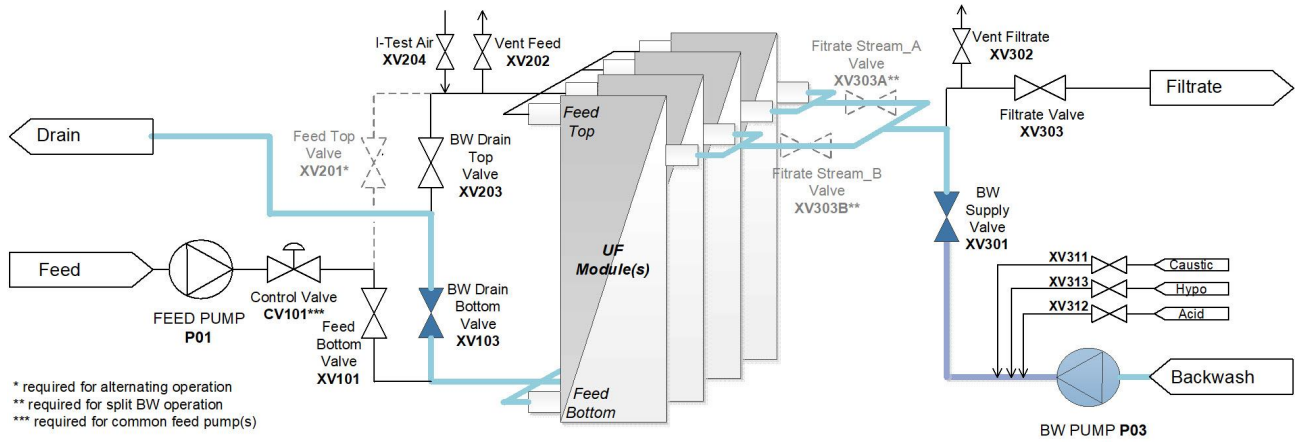 I-Test Air
XV204
Vent Feed
XV202
Fitrate Stream_A
Valve
XV303A**
Vent Filtrate
XV302
Filtrate
Filtrate Valve
XV303
Drain
Feed Top
Valve
XV201*
BW Drain
Top
Valve
XV203
Feed
Top
Fitrate Stream_B
Valve
XV303B**
BW
Supply
Valve
XV301
UF
Module(s)
Feed
FEED PUMP
P01
Control Valve
CV101***
Feed
Bottom
Valve
XV101
BW Drain
Bottom
Valve
XV103
XV311
Caustic
XV313
Hypo
XV312
Acid
Feed
Bottom
Backwash
BW PUMP P03
* required for alternating operation
** required for split BW operation
*** required for common feed pump(s)